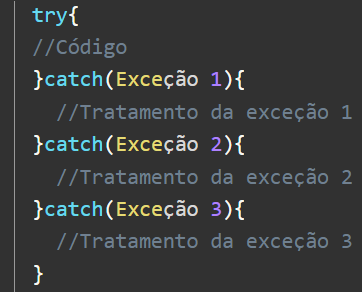 try{
//Código
}catch(Exceção 1){
//Tratamento da exceção 1
}catch(Exceção 2){
//Tratamento da exceção 2
}catch(Exceção 3){
//Tratamento da exceção 3
}